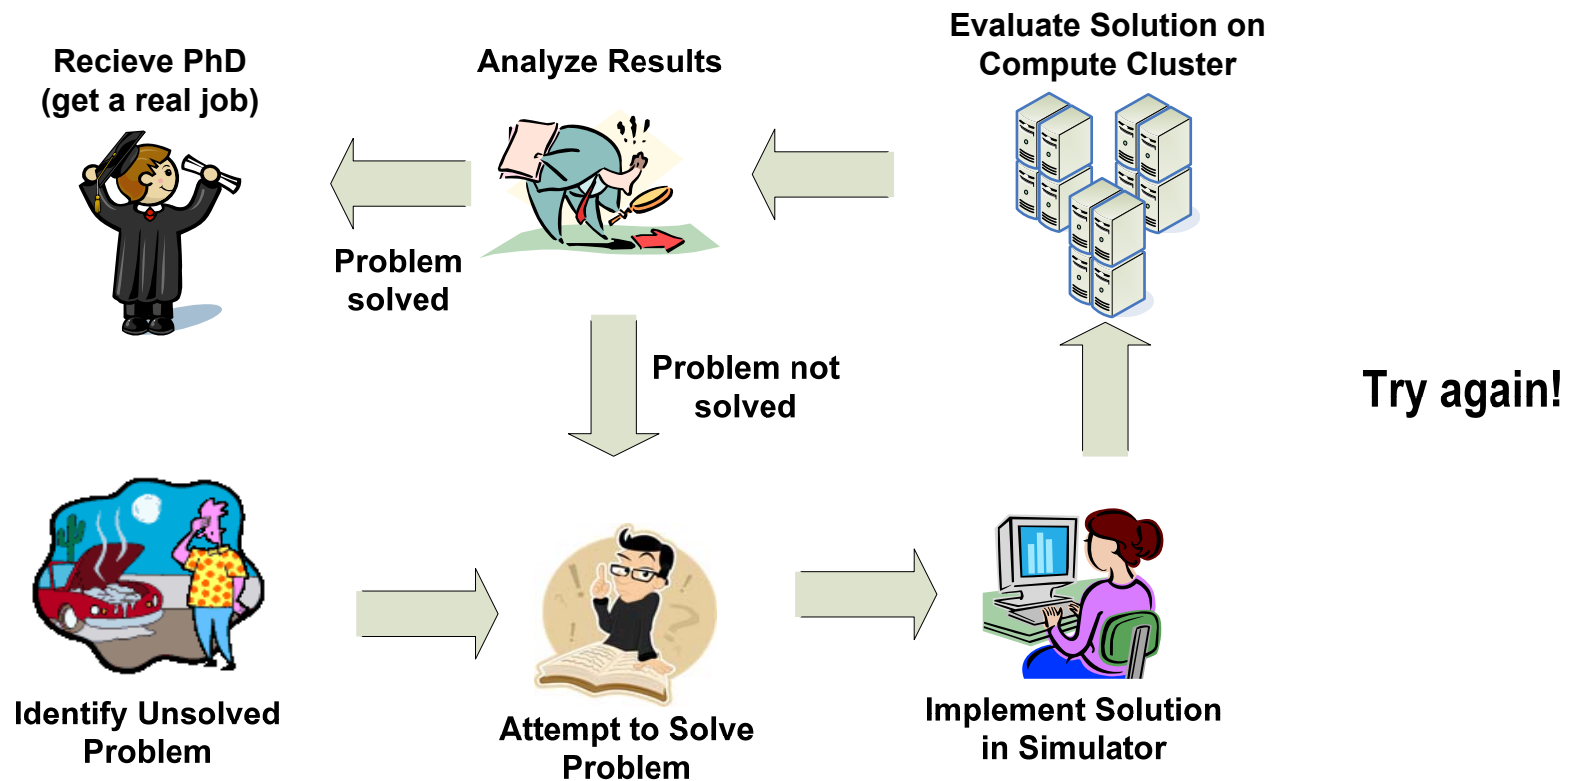 Recieve PhD
(get a real job)
Analyze Results
Evaluate Solution on
Compute Cluster
Problem
solved
Problem not
solved
Try again!
Identify Unsolved
Problem
Attempt to Solve
Problem
Implement Solution
in Simulator